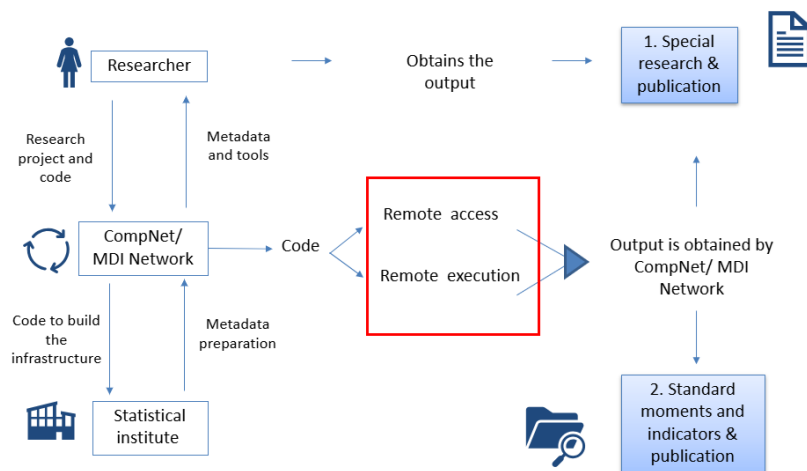 Researcher
Obtains the
output
1. Special
research &
publication
Research
project and
code
Metadata
and tools
CompNet/
MDI Network
Code
Remote access
Remote execution
Output is obtained by
CompNet/ MDI
Network
Code to build
the
infrastructure
Metadata
preparation
Statistical
institute
2. Standard
moments and
indicators &
publication